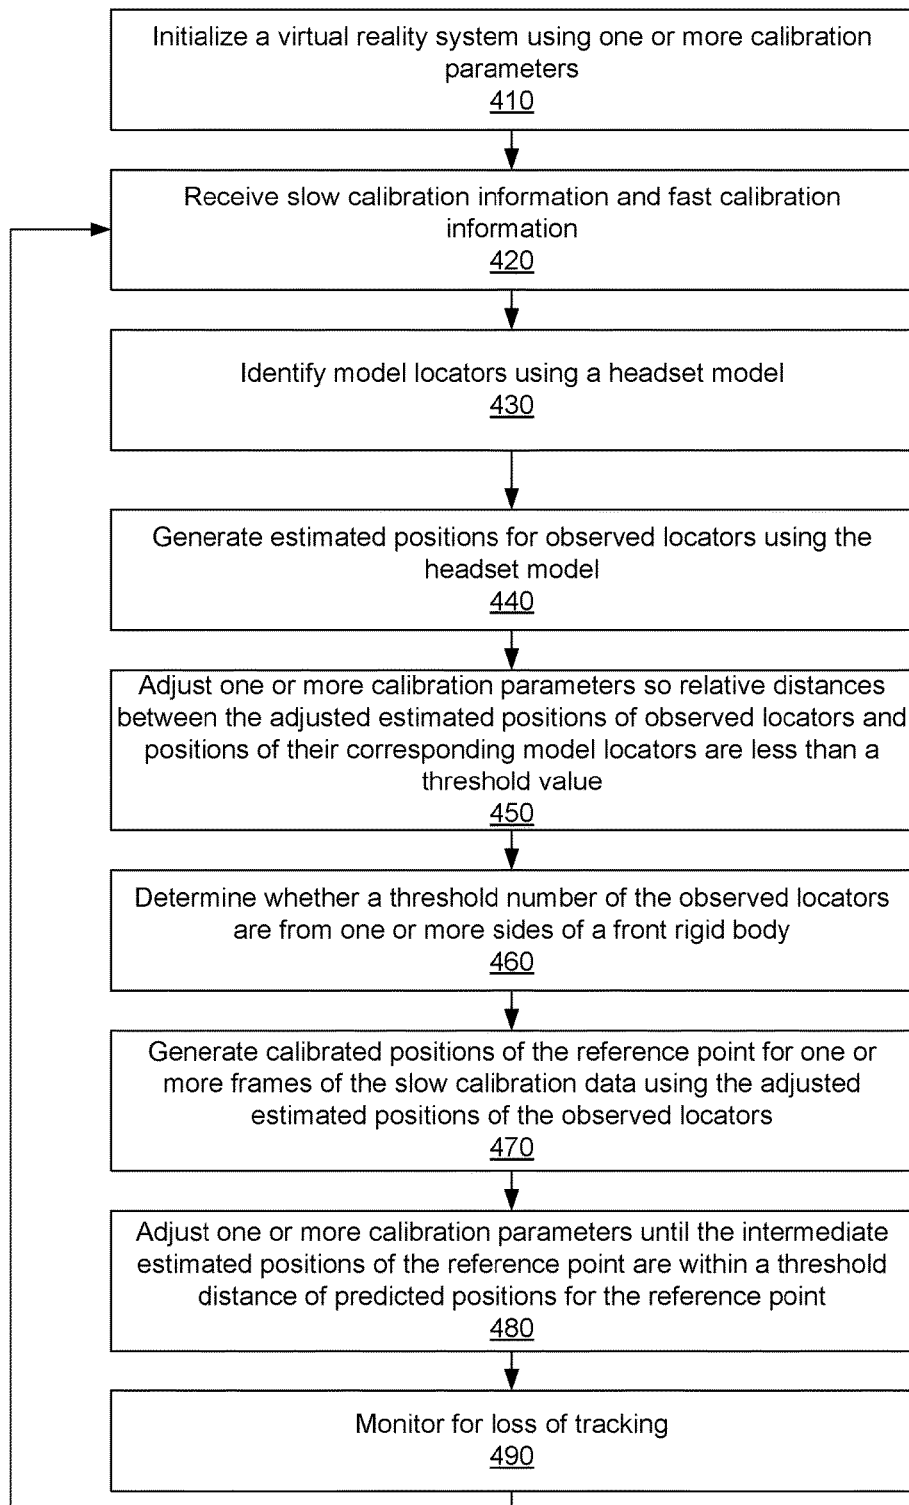 Initialize a virtual reality system using one or more calibration
parameters
410
Receive slow calibration information and fast calibration
information
420
Identify model locators using a headset model
430
Generate estimated positions for observed locators using the
headset model
440
Adjust one or more calibration parameters so relative distances
between the adjusted estimated positions of observed locators and
positions of their corresponding model locators are less than a
threshold value
450
Determine whether a threshold number of the observed locators
are from one or more sides of a front rigid body
460
Generate calibrated positions of the reference point for one or
more frames of the slow calibration data using the adjusted
estimated positions of the observed locators
470
Adjust one or more calibration parameters until the intermediate
estimated positions of the reference point are within a threshold
distance of predicted positions for the reference point
480
Monitor for loss of tracking
490